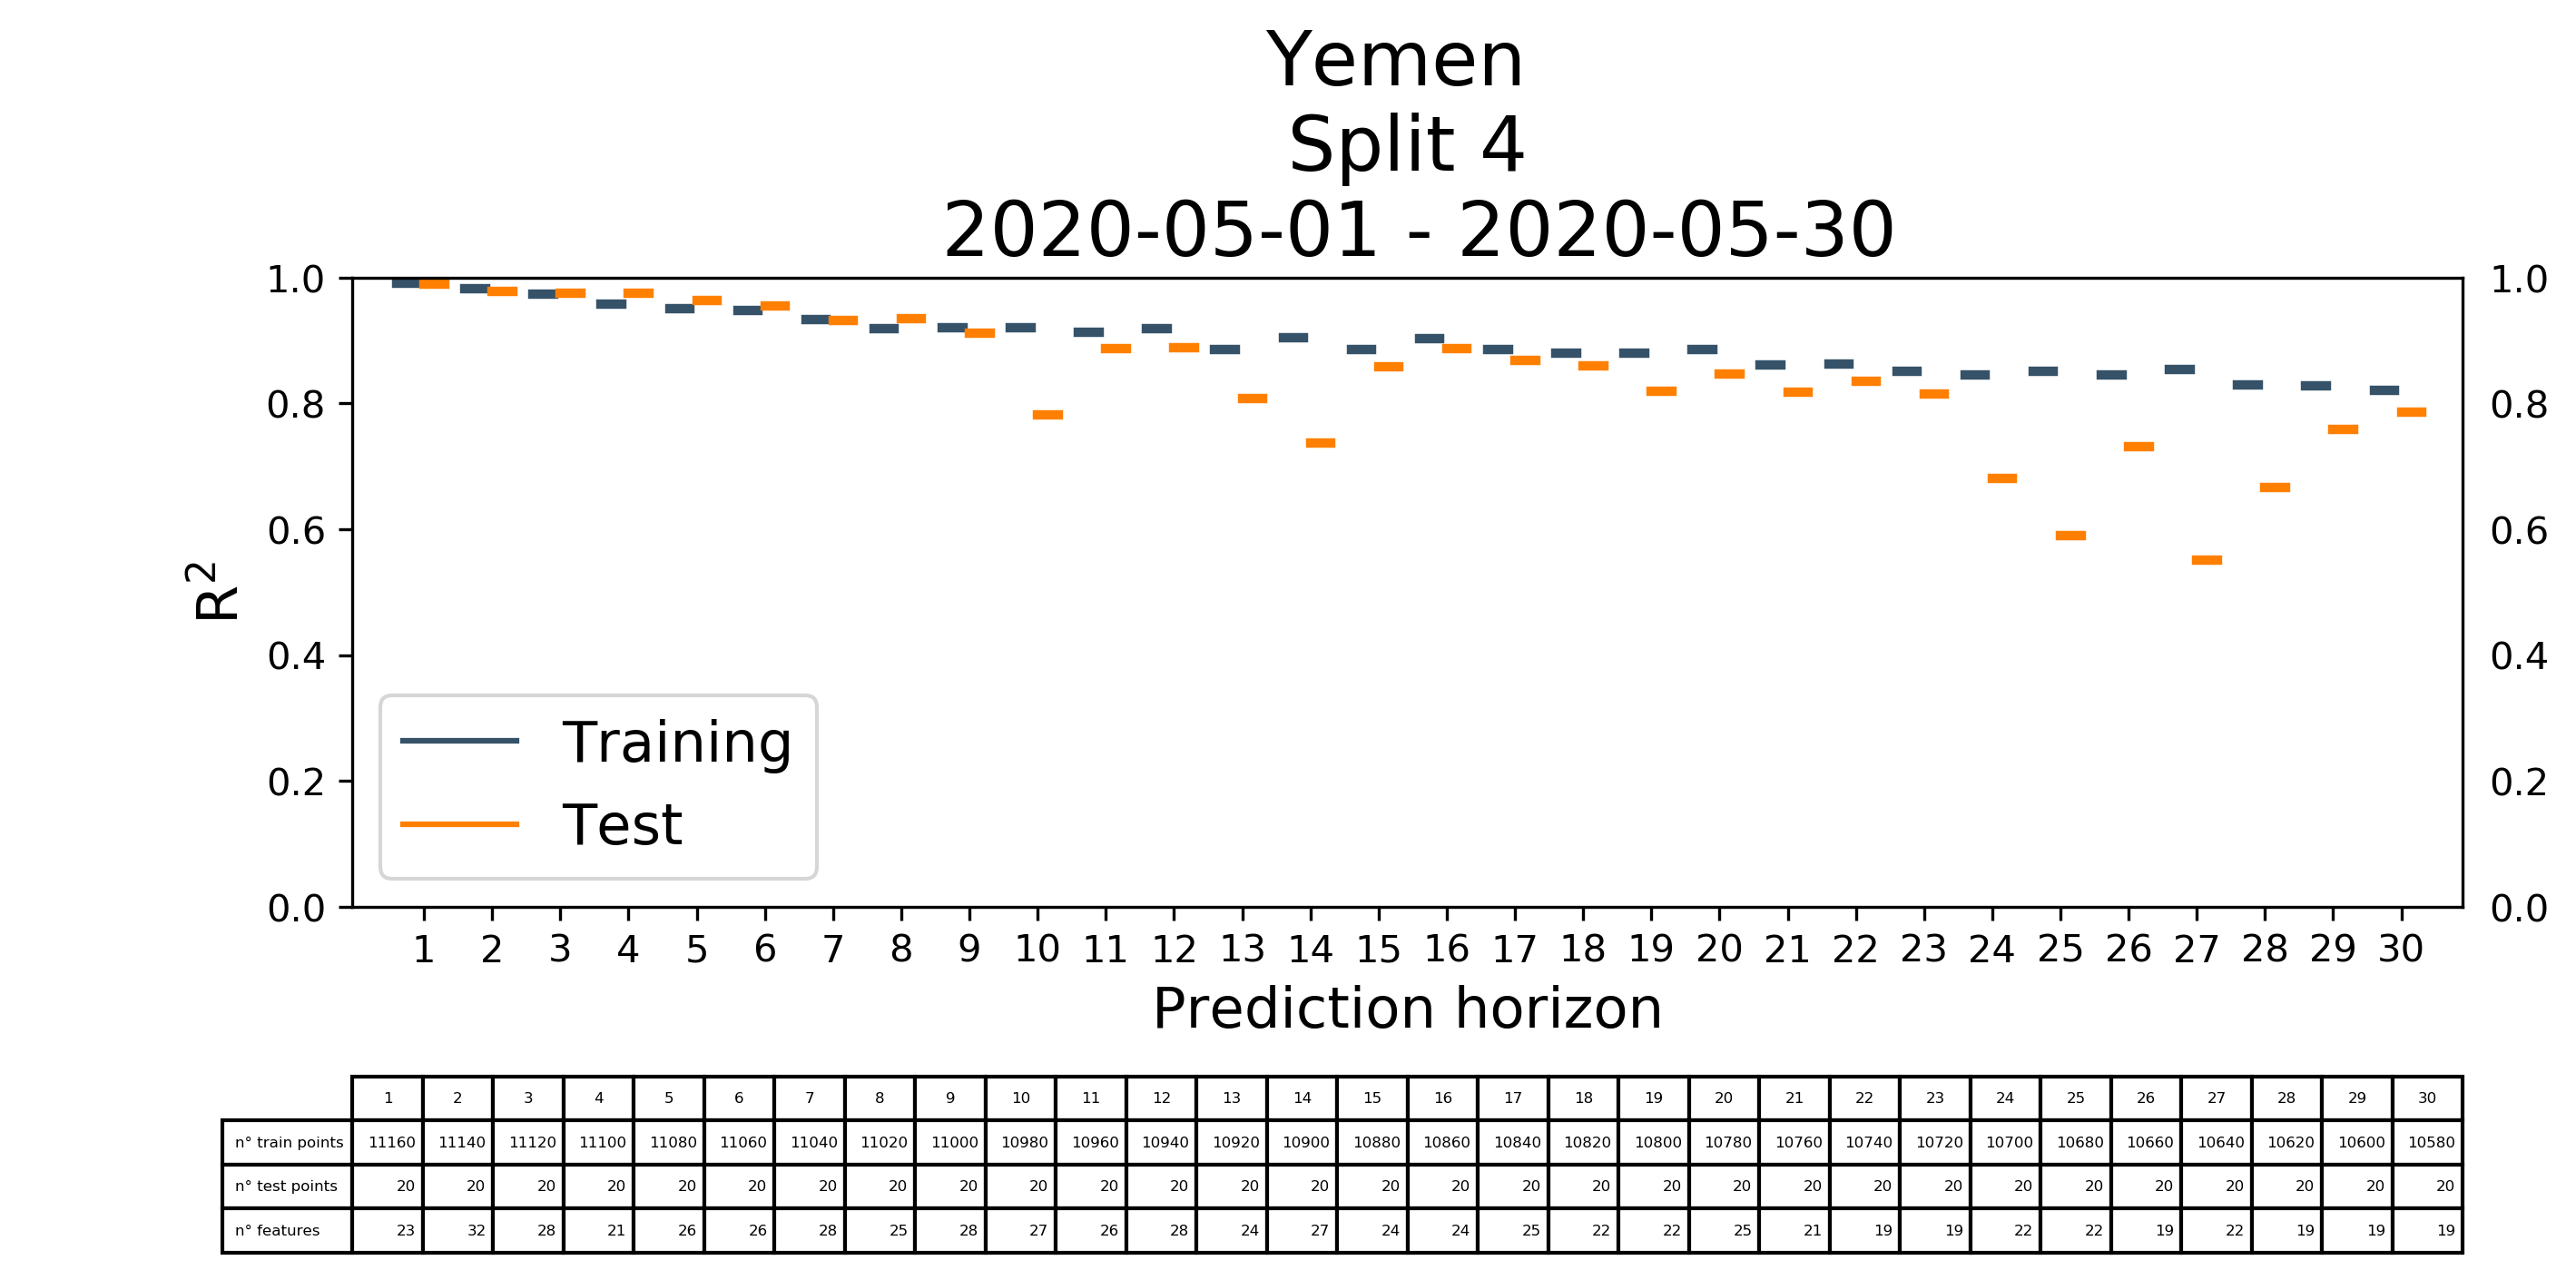 Yemen
Split 4
2020-05-01 - 2020-05-30
1.0 1.0
0.8 0.8
0.6 0.6
0.4 0.4
0.2 0.2
0.0 0.0
R²
Training
Test
1 2 3 4 5 6 7 8 9 10 11 12 13 14 15 16 17 18 19 20 21 22 23 24 25 26 27 28 29 30
Prediction horizon
1 2 3 4 5 6 7 8 9 10 11 12 13 14 15 16 17 18 19 20 21 22 23 24 25 26 27 28 29 30
n° train points 11160 11140 11120 11100 11080 11060 11040 11020 11000 10980 10960 10940 10920 10900 10880 10860 10840 10820 10800 10780 10760 10740 10720 10700 10680 10660 10640 10620 10600 10580
n° test points 20 20 20 20 20 20 20 20 20 20 20 20 20 20 20 20 20 20 20 20 20 20 20 20 20 20 20 20 20 20
n° features 23 32 28 21 26 26 28 25 28 27 26 28 24 27 24 24 25 22 22 25 21 19 19 22 22 19 22 19 19 19